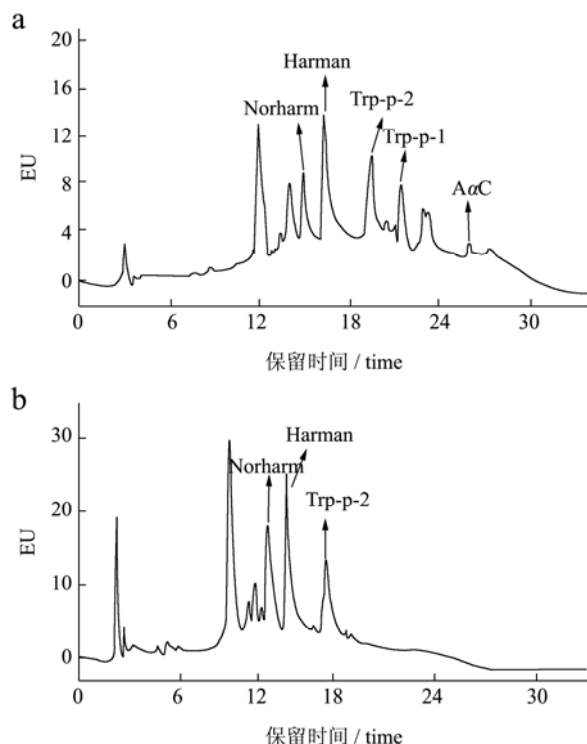 a
20
16
12
8
4
0
EU
Harman
Norharm
Trp-p-2
Trp-p-1
AαC
0 6 12 18 24 30
保留时间 / time
b
30
20
10
0
EU
Harman
Norharm
Trp-p-2
0 6 12 18 24 30
保留时间 / time